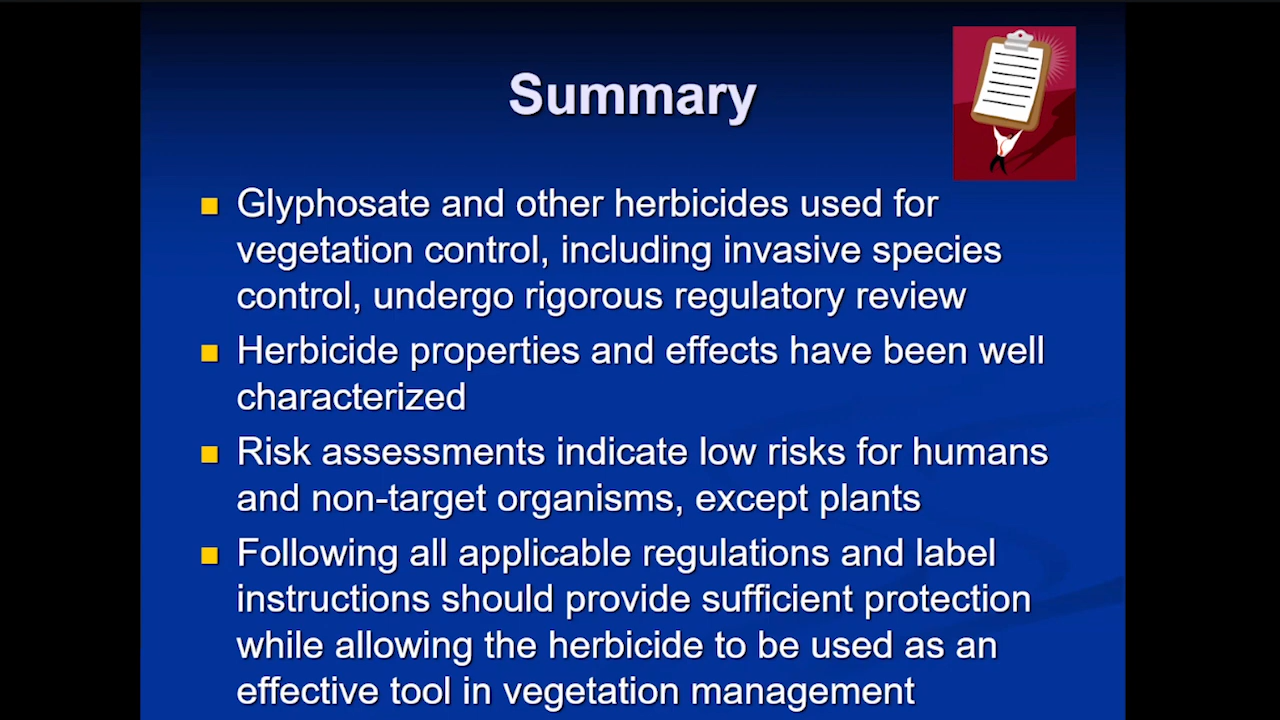 Summary
Glyphosate and other herbicides used for
vegetation control, including invasive species
control, undergo rigorous regulatory review
Herbicide properties and effects have been well
characterized
Risk assessments indicate low risks for humans
and non-target organisms, except plants
Following all applicable regulations and label
instructions should provide sufficient protection
while allowing the herbicide to be used as an
effective tool in vegetation management